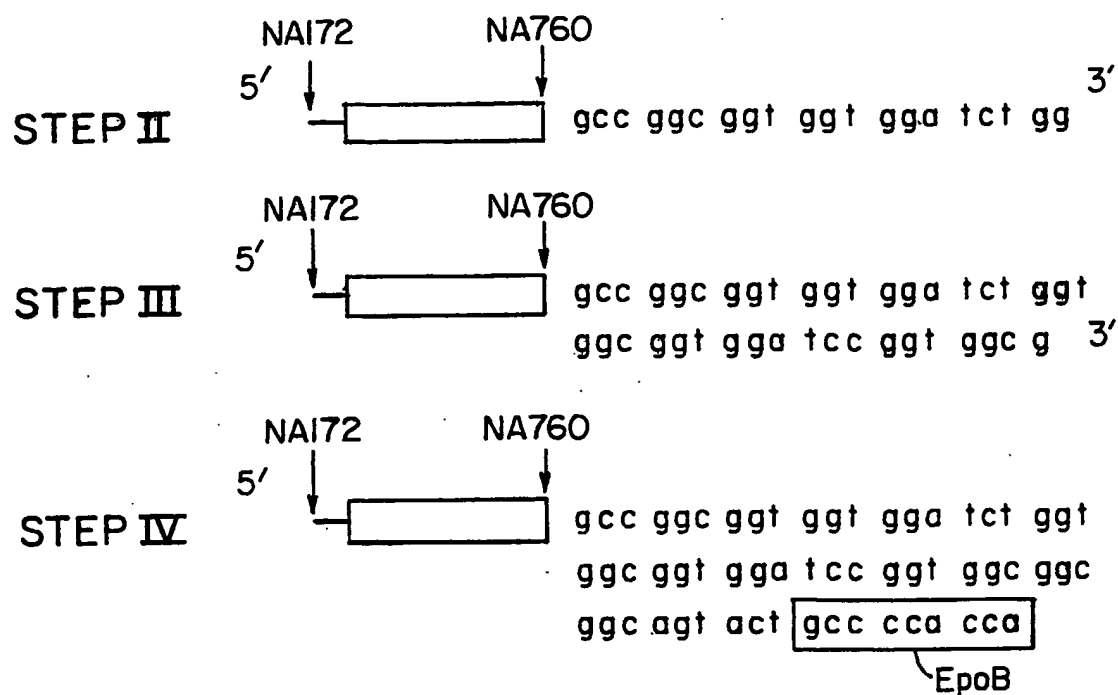 NA172 NA760
5′ 3′
STEP II gcc ggc ggt ggt gga tct gg
NA172 NA760
5′
STEP III gcc ggc ggt ggt gga tct ggt
ggc ggt gga tcc ggt ggc g 3′
NA172 NA760
5′
STEP IV gcc ggc ggt ggt gga tct ggt
ggc ggt gga tcc ggt ggc ggc
ggc agt act gcc cca cca
EpoB